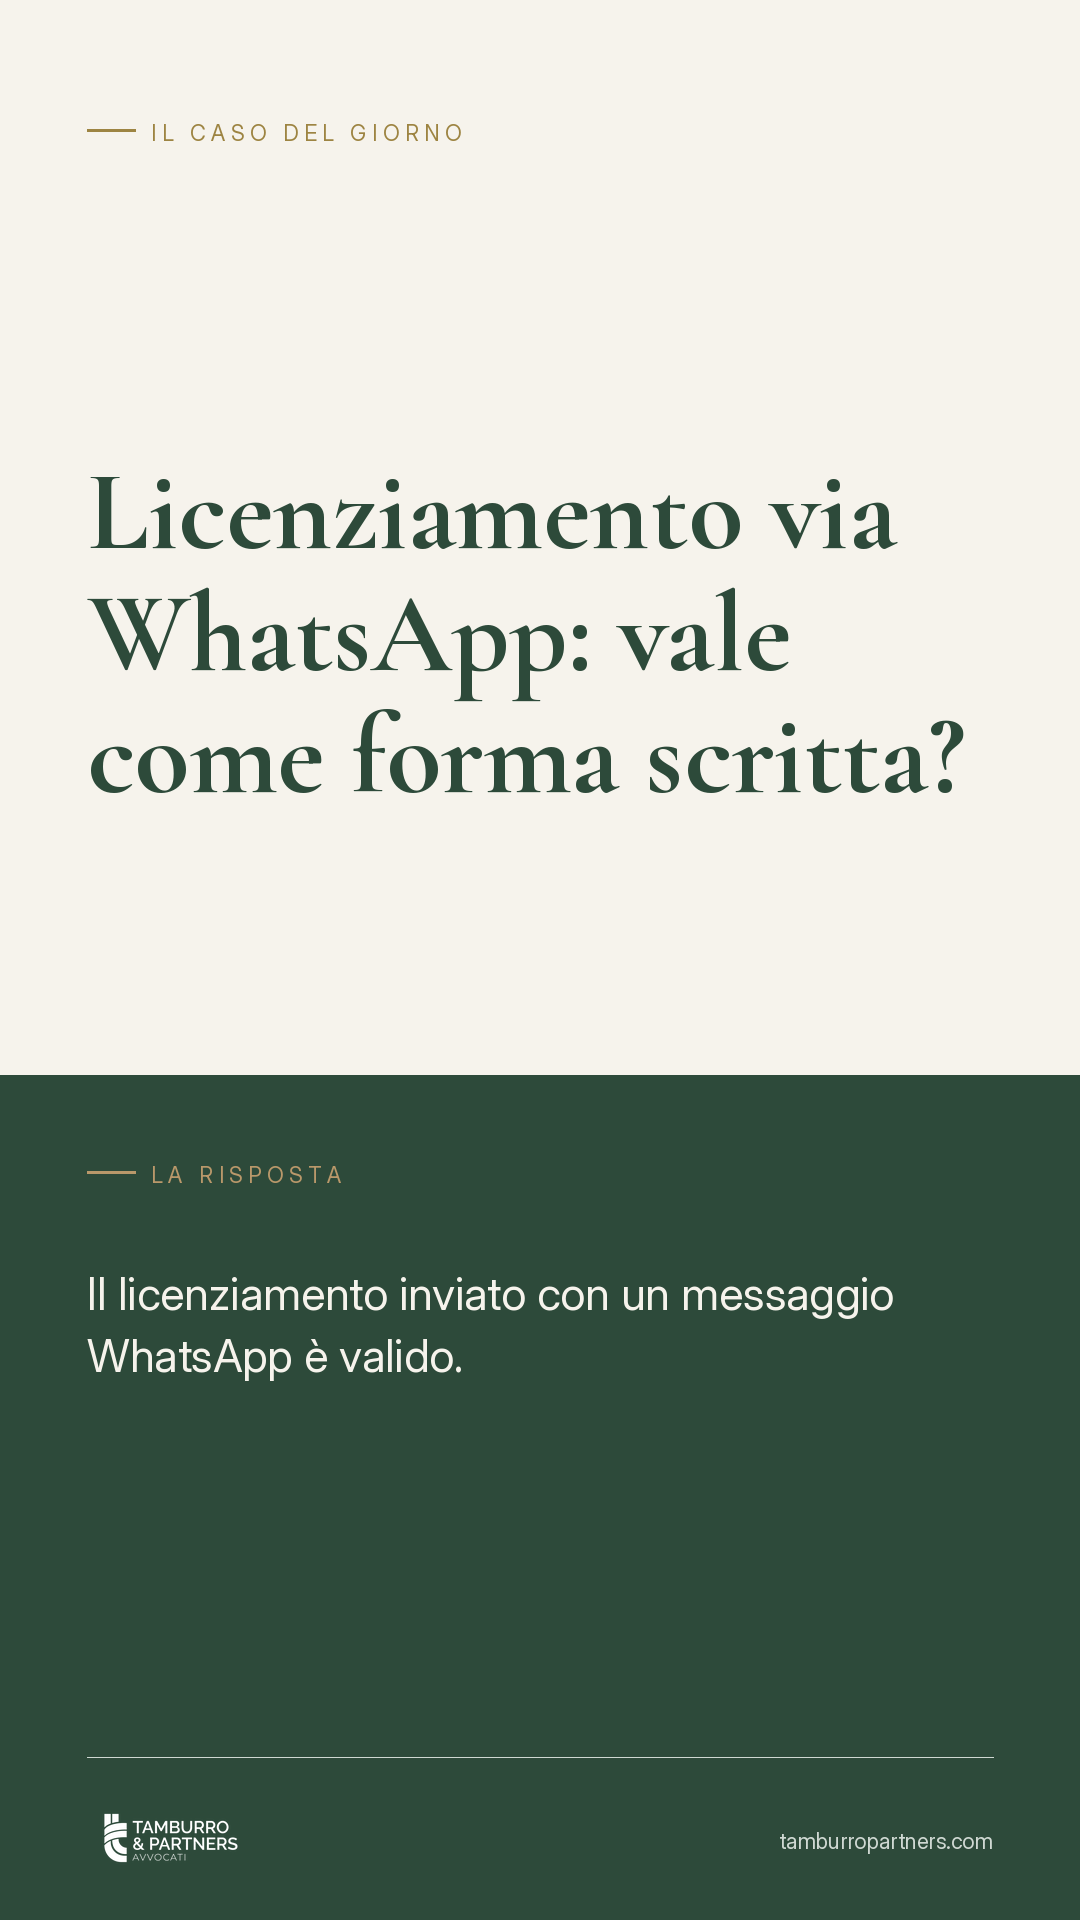 IL CASO DEL GIORNO
Licenziamento via
WhatsApp: vale
come forma scritta?
LA RISPOSTA
Il licenziamento inviato con un messaggio
WhatsApp è valido.
TAMBURRO
& PARTNERS
AVVOCATI
tamburropartners.com